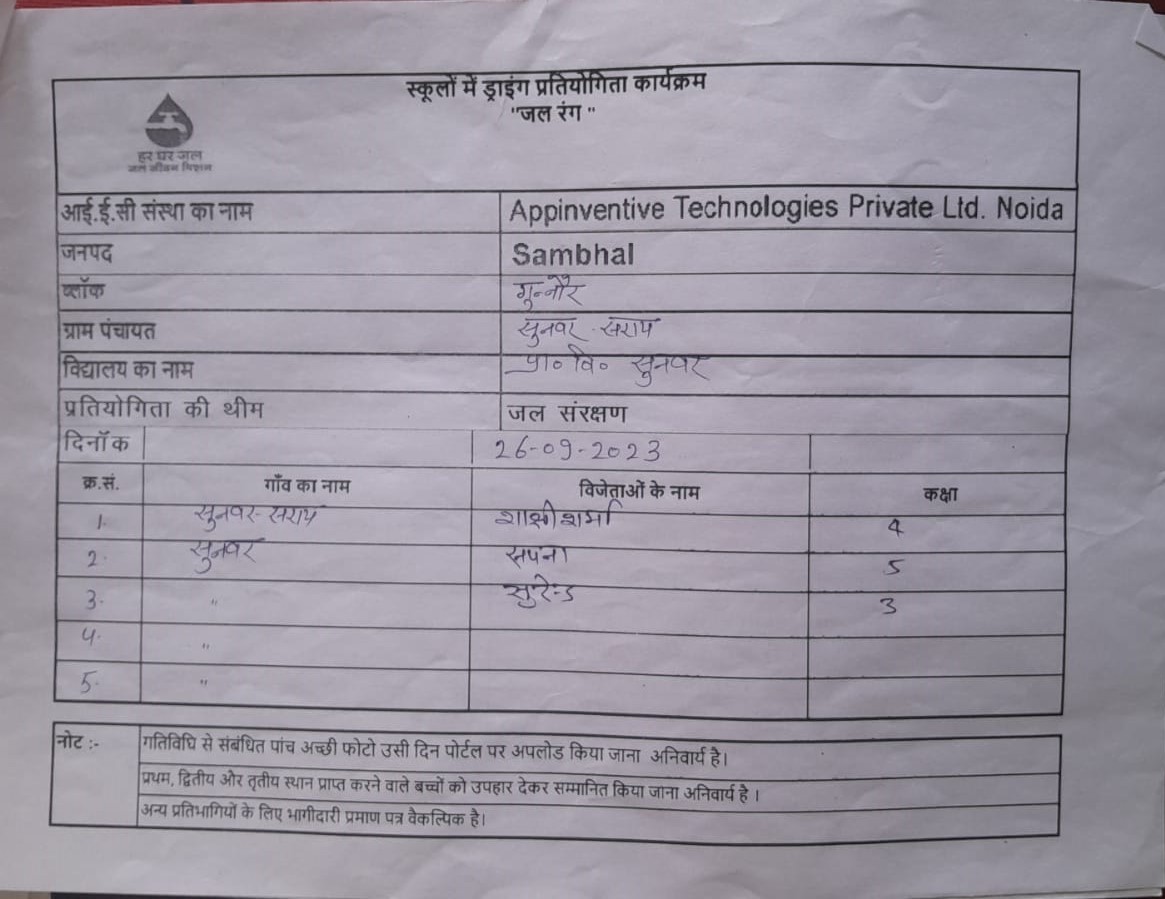 स्कूलों में ड्राइंग प्रतियोगिता कार्यक्रम
"जल रंग "
हर घर जल
जल जीवन मिशन
आई.ई.सी संस्था का नाम Appinventive Technologies Private Ltd. Noida
जनपद Sambhal
ब्लॉक गुन्नौर
ग्राम पंचायत सुनवर सराय
विद्यालय का नाम प्रा० वि० सुनवर
प्रतियोगिता की थीम जल संरक्षण
दिनॉक 26-09-2023
क्र.सं. गाँव का नाम विजेताओं के नाम कक्षा
1. सुनवर-सराय शर्मा 4
2. सुनवर सपना 5
3. " सुरेन्ड 3
4. "
5. "
नोट :- गतिविधि से संबंधित पांच अच्छी फोटो उसी दिन पोर्टल पर अपलोड किया जाना अनिवार्य है।
प्रथम, द्वितीय और तृतीय स्थान प्राप्त करने वाले बच्चों को उपहार देकर सम्मानित किया जाना अनिवार्य है ।
अन्य प्रतिभागियों के लिए भागीदारी प्रमाण पत्र वैकल्पिक है।